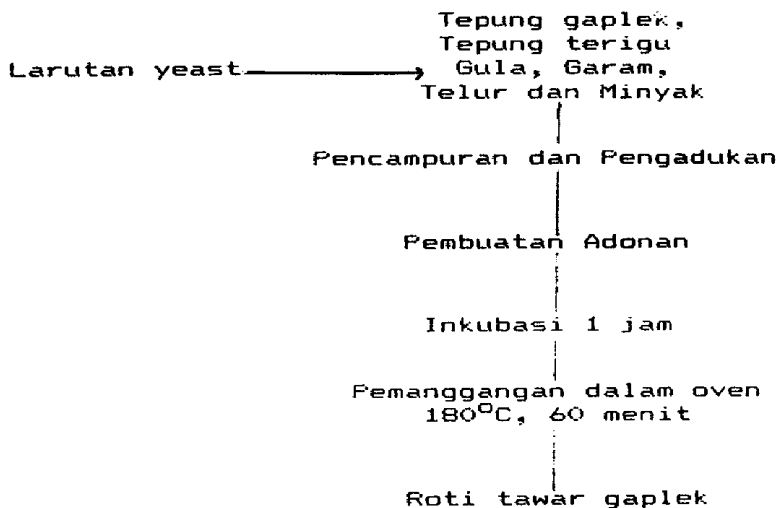 Tepung gaplek,
Tepung terigu
Larutan yeast
Gula, Garam,
Telur dan Minyak
Pencampuran dan Pengadukan
Pembuatan Adonan
Inkubasi 1 jam
Pemanggangan dalam oven
180°C, 60 menit
Roti tawar gaplek